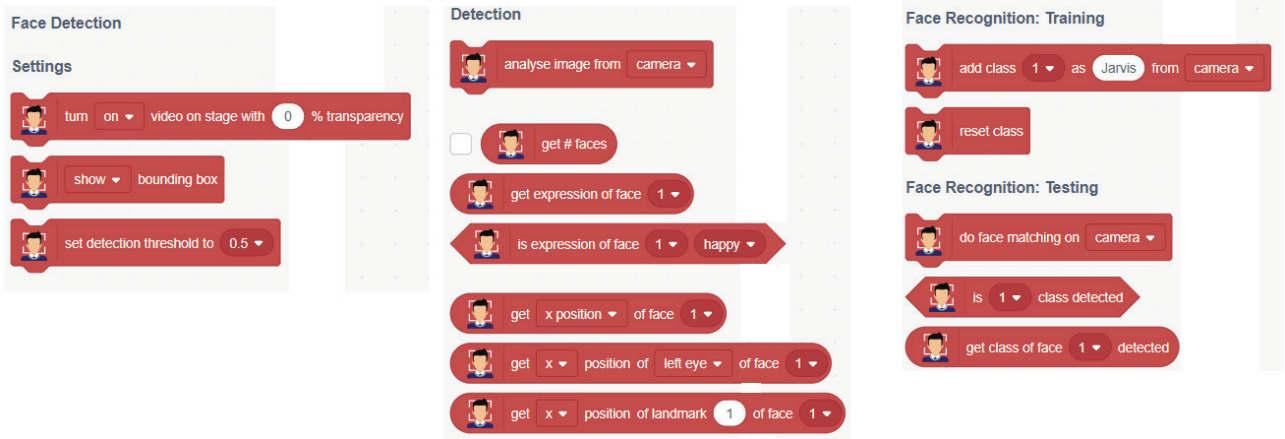 Face Detection
Settings
turn on video on stage with 0 % transparency
show bounding box
set detection threshold to 0.5
Detection
analyse image from camera
get # faces
get expression of face 1
is expression of face 1 happy
get x position of face 1
get x position of left eye of face 1
get x position of landmark 1 of face 1
Face Recognition: Training
add class 1 as Jarvis from camera
reset class
Face Recognition: Testing
do face matching on camera
is 1 class detected
get class of face 1 detected